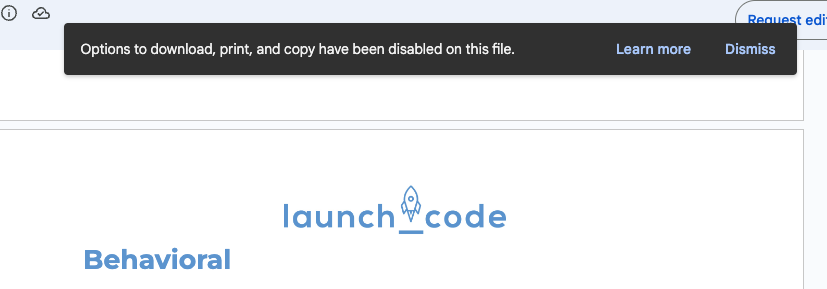 Request edi
Options to download, print, and copy have been disabled on this file. Learn more Dismiss
launch_code
Behavioral